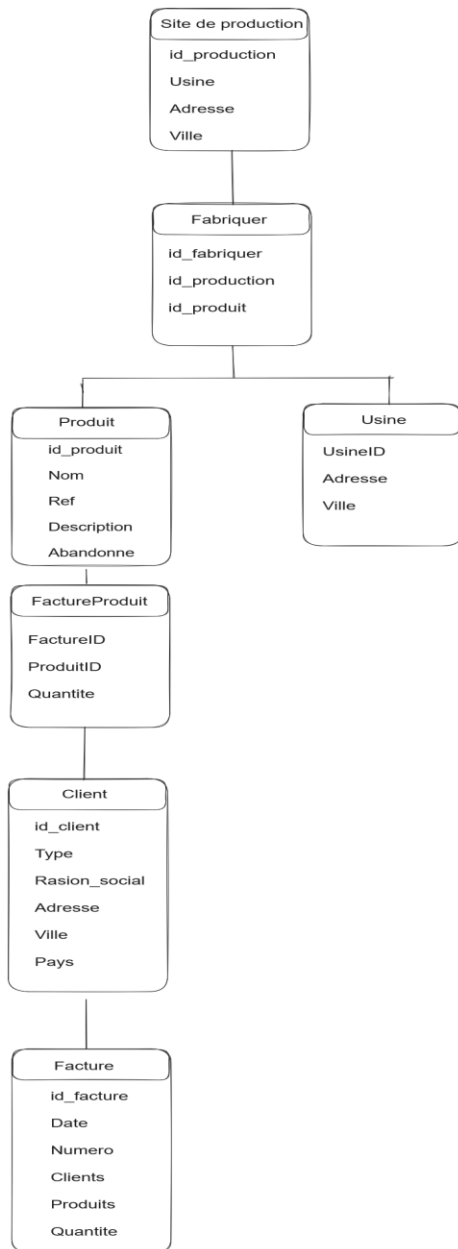 Site de production
id_production
Usine
Adresse
Ville
Fabriquer
id_fabriquer
id_production
id_produit
Produit
id_produit
Nom
Ref
Description
Abandonne
Usine
UsineID
Adresse
Ville
FactureProduit
FactureID
ProduitID
Quantite
Client
id_client
Type
Rasion_social
Adresse
Ville
Pays
Facture
id_facture
Date
Numero
Clients
Produits
Quantite